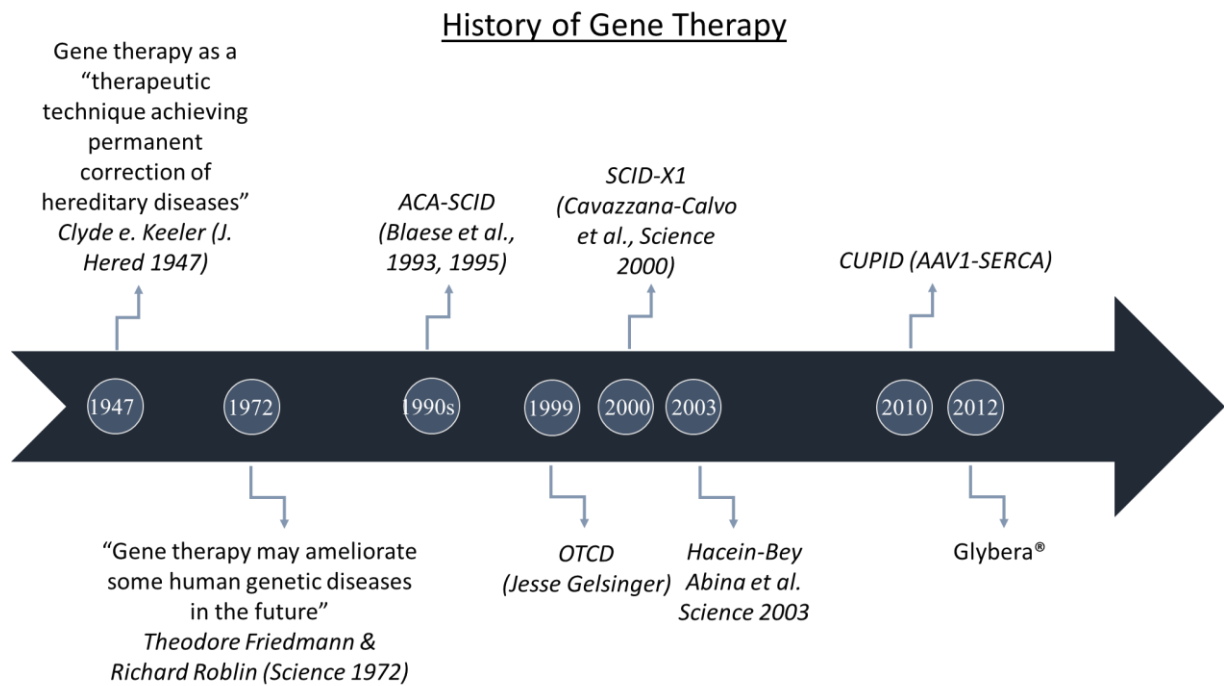 History of Gene Therapy
Gene therapy as a
“therapeutic
technique achieving
permanent
correction of
hereditary diseases”
Clyde e. Keeler (J.
Hered 1947)
ACA-SCID
(Blaese et al.,
1993, 1995)
SCID-X1
(Cavazzana-Calvo
et al., Science
2000)
CUPID (AAV1-SERCA)
1947
1972
1990s
1999
2000
2003
2010
2012
“Gene therapy may ameliorate
some human genetic diseases
in the future”
Theodore Friedmann &
Richard Roblin (Science 1972)
OTCD
(Jesse Gelsinger)
Hacein-Bey
Abina et al.
Science 2003
Glybera®